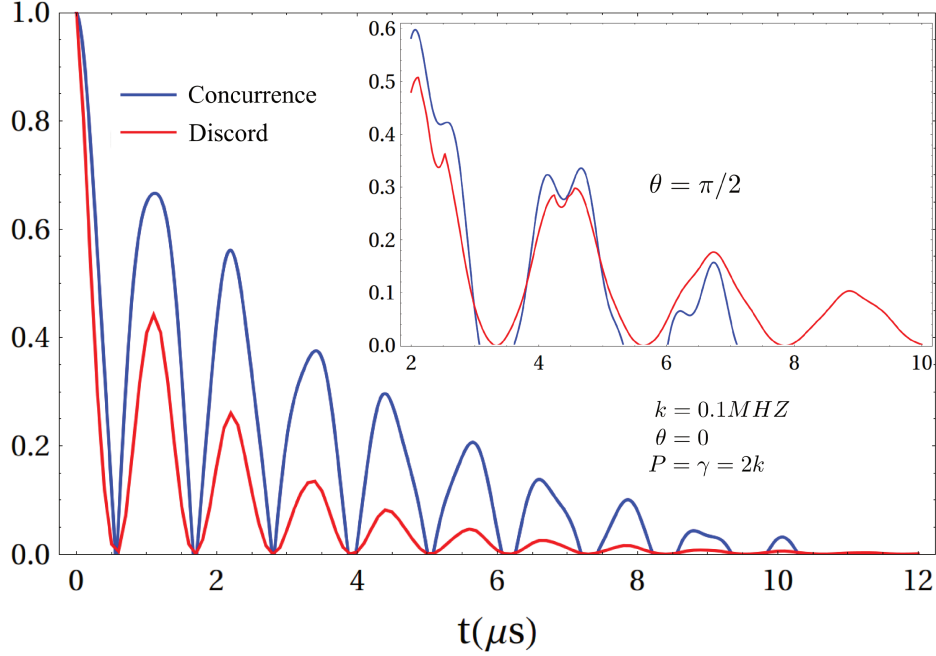 1.0
0.8
0.6
0.4
0.2
0.0
Concurrence
Discord
0.6
0.5
0.4
0.3
0.2
0.1
0.0
θ = π/2
2 4 6 8 10
k = 0.1MHZ
θ = 0
P = γ = 2k
0 2 4 6 8 10 12
t(μs)